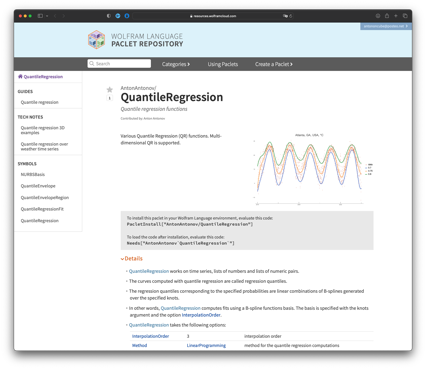 resources.wolframcloud.com
WOLFRAM LANGUAGE
PACLET REPOSITORY
Search
Categories
Using Paclets
Create a Paclet
QuantileRegression
GUIDES
Quantile regression
TECH NOTES
Quantile regression 3D
examples
Quantile regression over
weather time series
SYMBOLS
NURBSBasis
QuantileEnvelope
QuantileEnvelopeRegion
QuantileRegressionFit
QuantileRegression
AntonAntonov/
QuantileRegression
Quantile regression functions
Contributed by: Anton Antonov
Various Quantile Regression (QR) functions. Multi-
dimensional QR is supported.
To install this paclet in your Wolfram Language environment, evaluate this code:
PacletInstall["AntonAntonov/QuantileRegression"]
To load the code after installation, evaluate this code:
Needs["AntonAntonov`QuantileRegression`"]
Details
QuantileRegression works on time series, lists of numbers and lists of numeric pairs.
The curves computed with quantile regression are called regression quantiles.
The regression quantiles corresponding to the specified probabilities are linear combinations of B-splines generated
over the specified knots.
In other words, QuantileRegression computes fits using a B-spline functions basis. The basis is specified with the knots
argument and the option InterpolationOrder.
QuantileRegression takes the following options:
InterpolationOrder 3 interpolation order
Method LinearProgramming method for the quantile regression computations